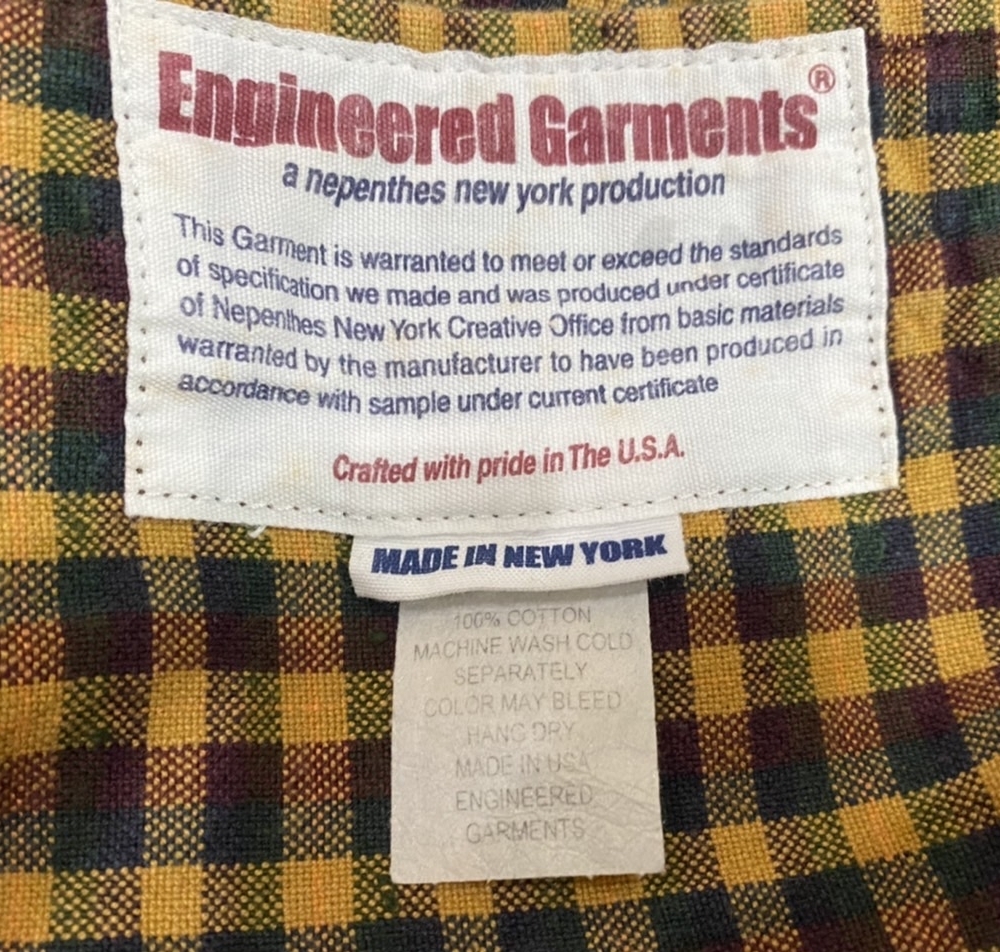 Engineered Garments®
a nepenthes new york production
This Garment is warranted to meet or exceed the standards
of specification we made and was produced under certificate
of Nepenthes New York Creative Office from basic materials
warranted by the manufacturer to have been produced in
accordance with sample under current certificate
Crafted with pride in The U.S.A.
MADE IN NEW YORK
100% COTTON
MACHINE WASH COLD
SEPARATELY
COLOR MAY BLEED
HANG DRY
MADE IN USA
ENGINEERED
GARMENTS